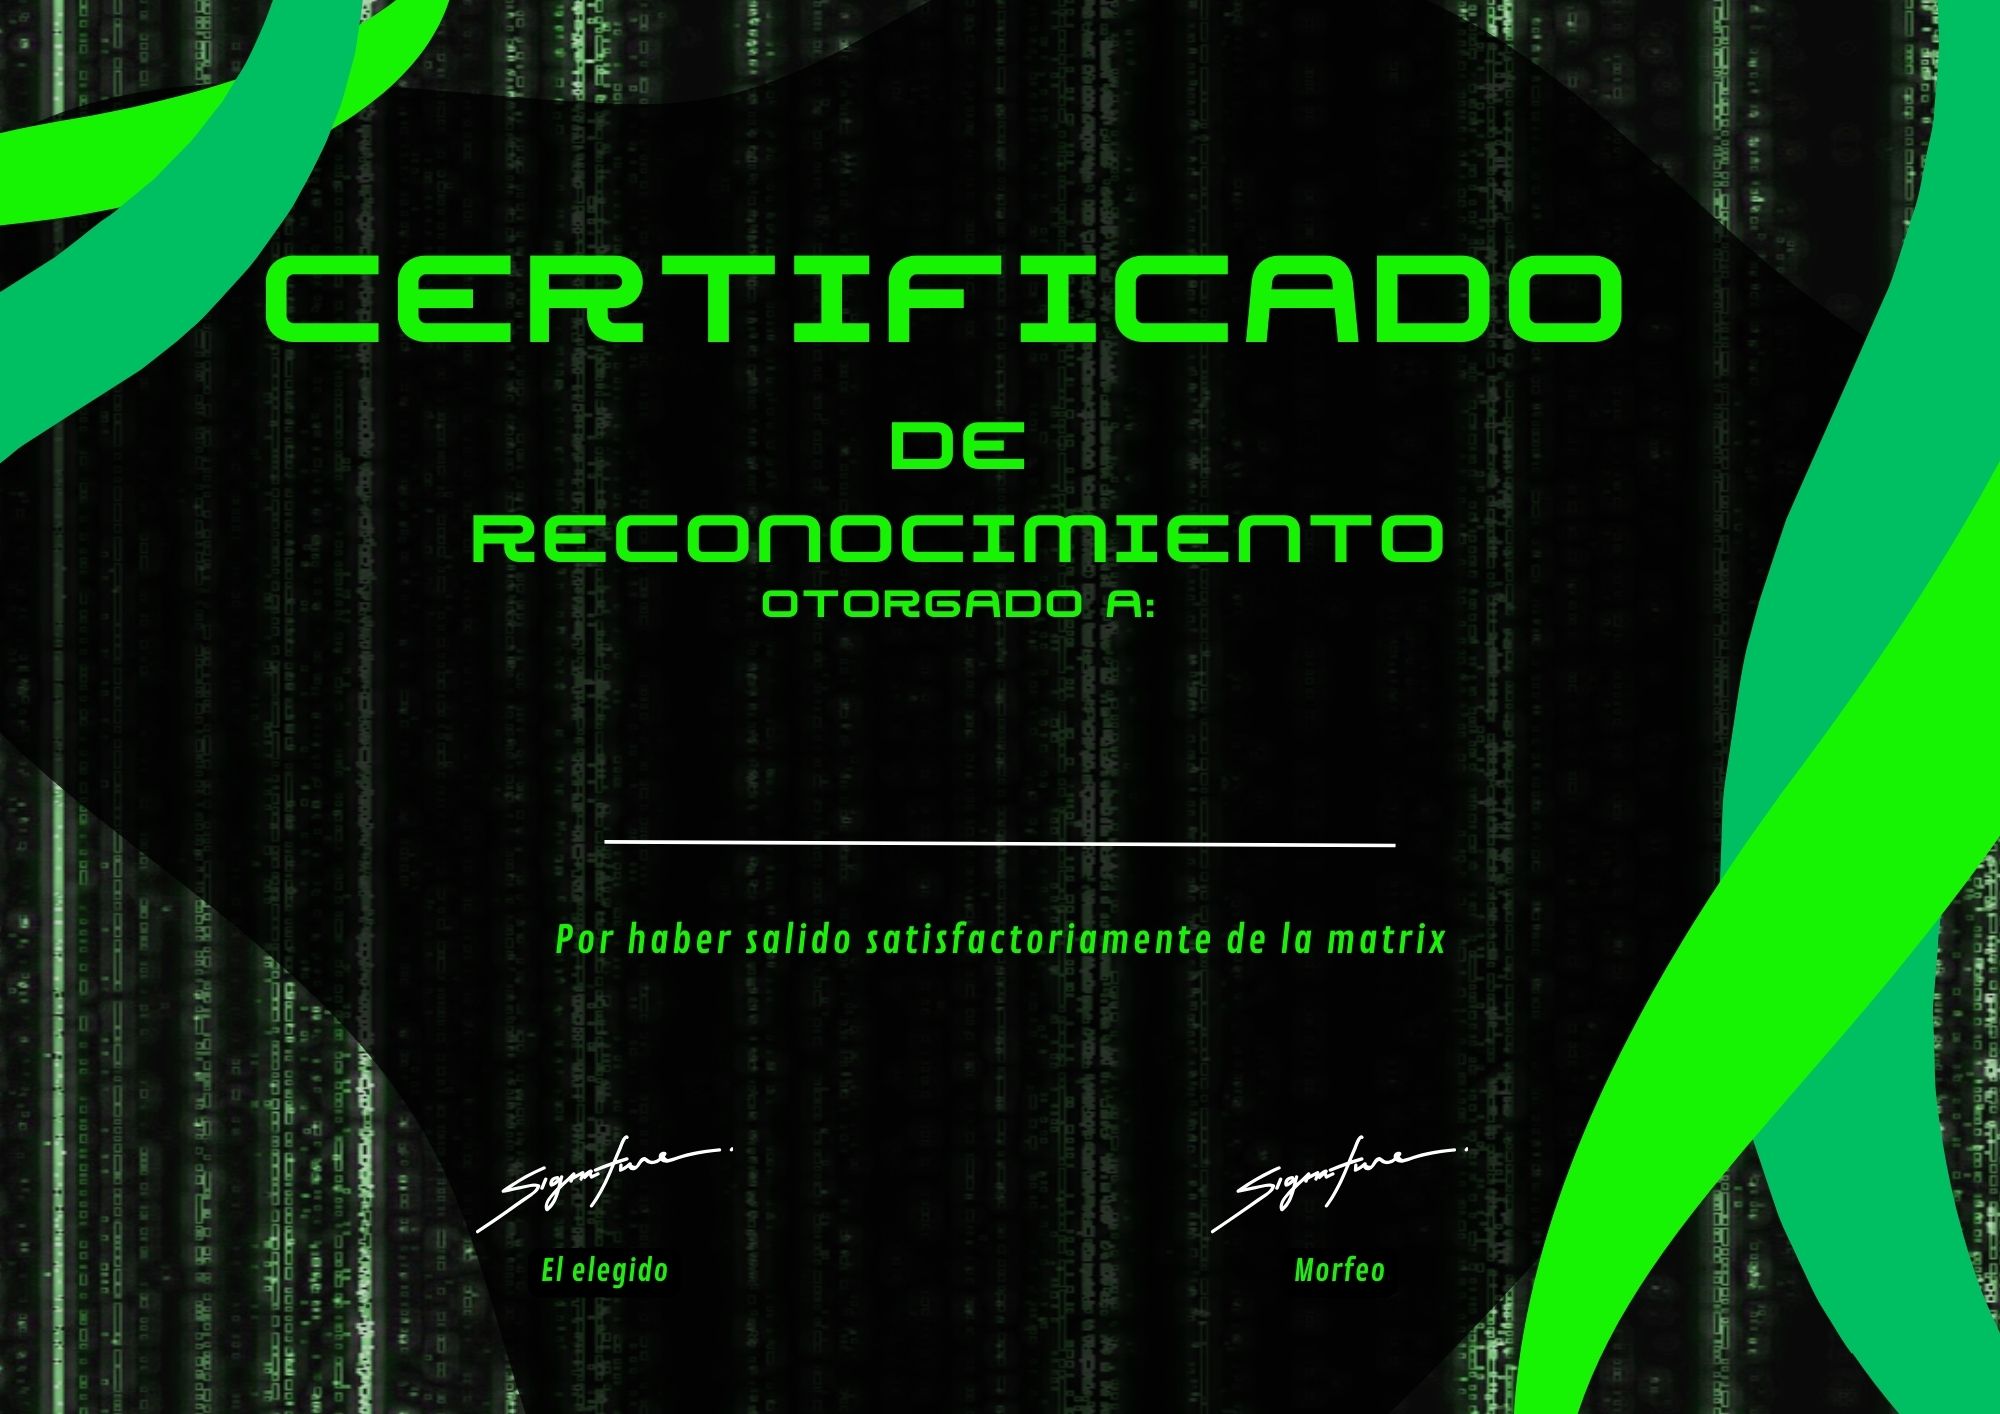 CERTIFICADO
DE
RECONOCIMIENTO
OTORGADO A:
Por haber salido satisfactoriamente de la matrix
Signature Signature
El elegido Morfeo